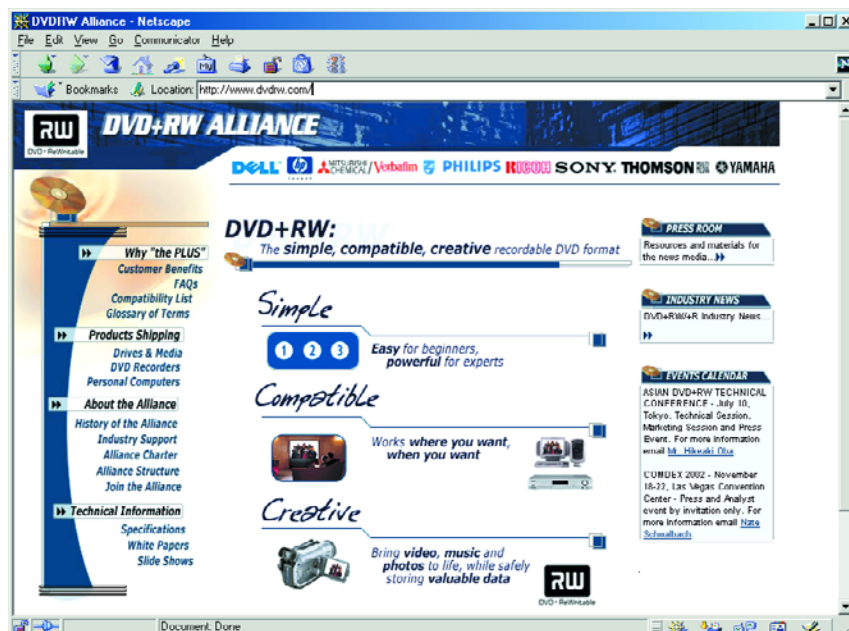 DVD+RW Alliance - Netscape
File Edit View Go Communicator Help
Bookmarks Location: http://www.dvdrw.com/
RW
DVD+ReWritable
DVD+RW ALLIANCE
DELL hp invent MITSUBISHI CHEMICAL/Verbatim PHILIPS RICOH SONY THOMSON YAMAHA
Why "the PLUS"
Customer Benefits
FAQs
Compatibility List
Glossary of Terms
Products Shipping
Drives & Media
DVD Recorders
Personal Computers
About the Alliance
History of the Alliance
Industry Support
Alliance Charter
Alliance Structure
Join the Alliance
Technical Information
Specifications
White Papers
Slide Shows
DVD+RW:
The simple, compatible, creative recordable DVD format
Simple
1 2 3
Easy for beginners,
powerful for experts
Compatible
Works where you want,
when you want
Creative
Bring video, music and
photos to life, while safely
storing valuable data
RW
DVD+ReWritable
PRESS ROOM
Resources and materials for
the news media...
INDUSTRY NEWS
DVD+RW/+R Industry News...
EVENTS CALENDAR
ASIAN DVD+RW TECHNICAL
CONFERENCE - July 10,
Tokyo. Technical Session,
Marketing Session and Press
Event. For more information
email Mr. Hikeaki Oba
COMDEX 2002 - November
18-22, Las Vegas Convention
Center - Press and Analyst
event by invitation only. For
more information email Nate
Schmalbach
Document: Done